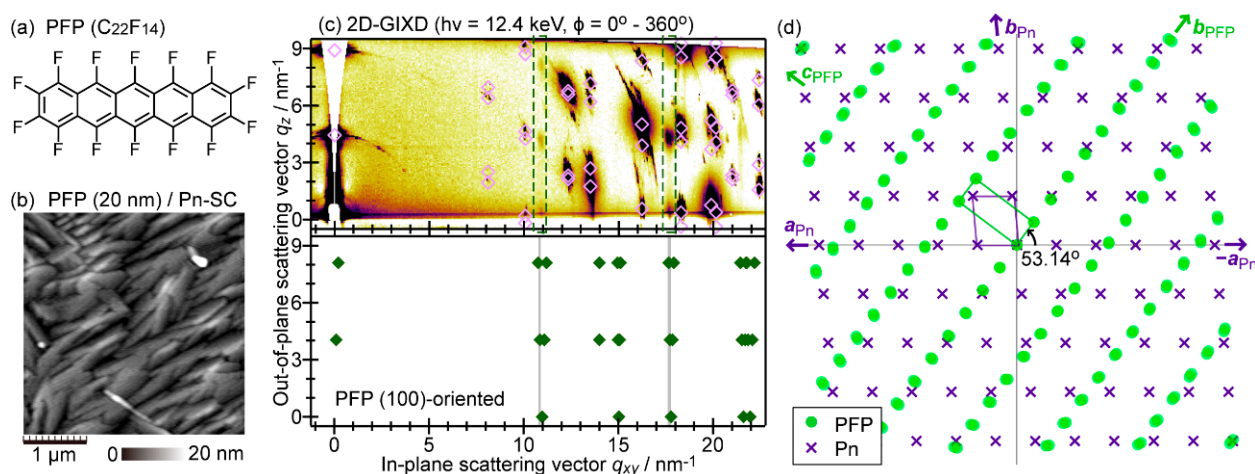 (a) PFP (C22F14)
F F F F F
F F
F F
F F F F F
(b) PFP (20 nm) / Pn-SC
1 μm 0 20 nm
(c) 2D-GIXD (hν = 12.4 keV, ϕ = 0º - 360º)
Out-of-plane scattering vector qz / nm-1
9
6
3
0
9
6
3
0
PFP (100)-oriented
0 5 10 15 20
In-plane scattering vector qxy / nm-1
(d)
bPn
bPFP
cPFP
aPn
53.14º
−aPn
PFP
Pn